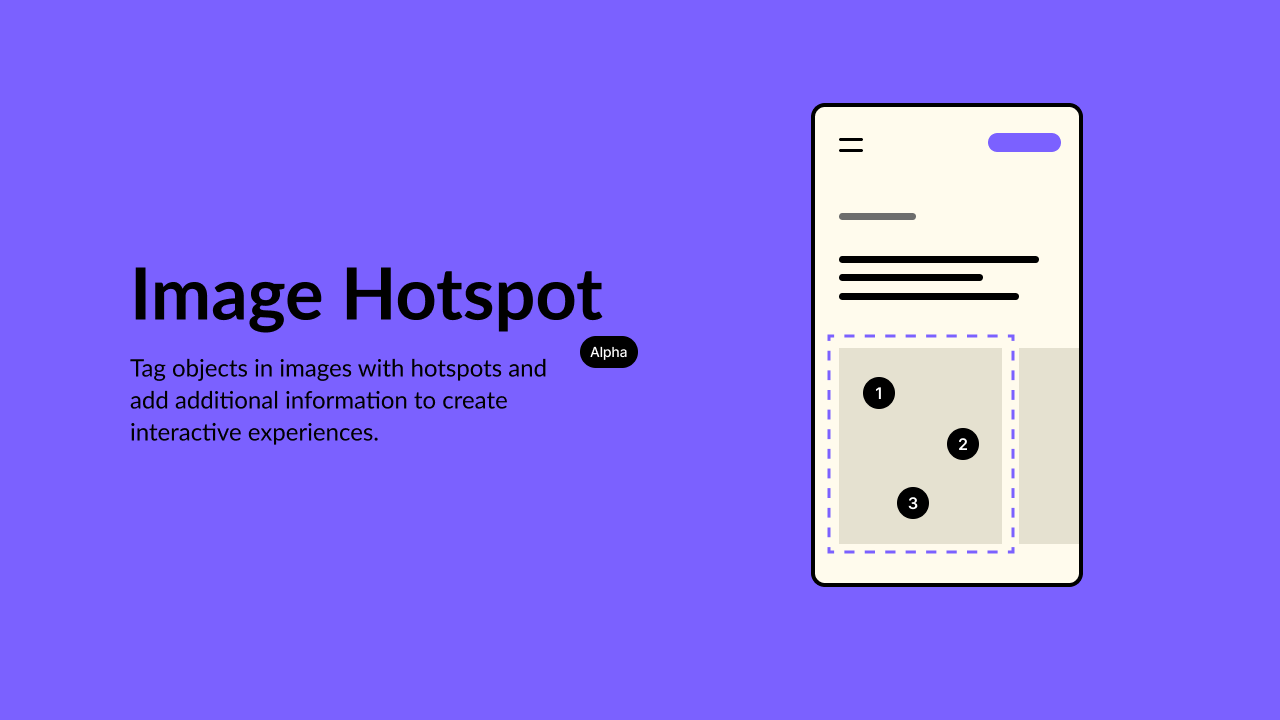 Image Hotspot
Alpha
Tag objects in images with hotspots and
add additional information to create
interactive experiences.
1
2
3